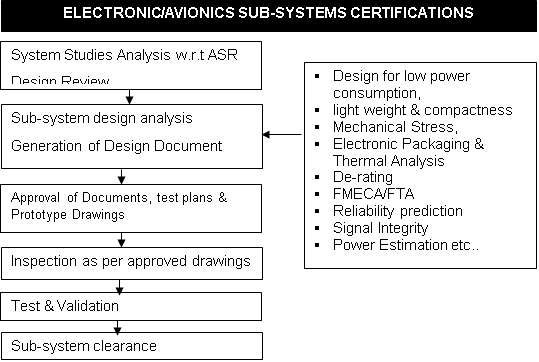 ELECTRONIC/AVIONICS SUB-SYSTEMS CERTIFICATIONS
System Studies Analysis w.r.t ASR
Design Review
Sub-system design analysis
Generation of Design Document
Approval of Documents, test plans &
Prototype Drawings
Inspection as per approved drawings
Test & Validation
Sub-system clearance
▪ Design for low power
consumption,
▪ light weight & compactness
▪ Mechanical Stress,
▪ Electronic Packaging &
Thermal Analysis
▪ De-rating
▪ FMECA/FTA
▪ Reliability prediction
▪ Signal Integrity
▪ Power Estimation etc..